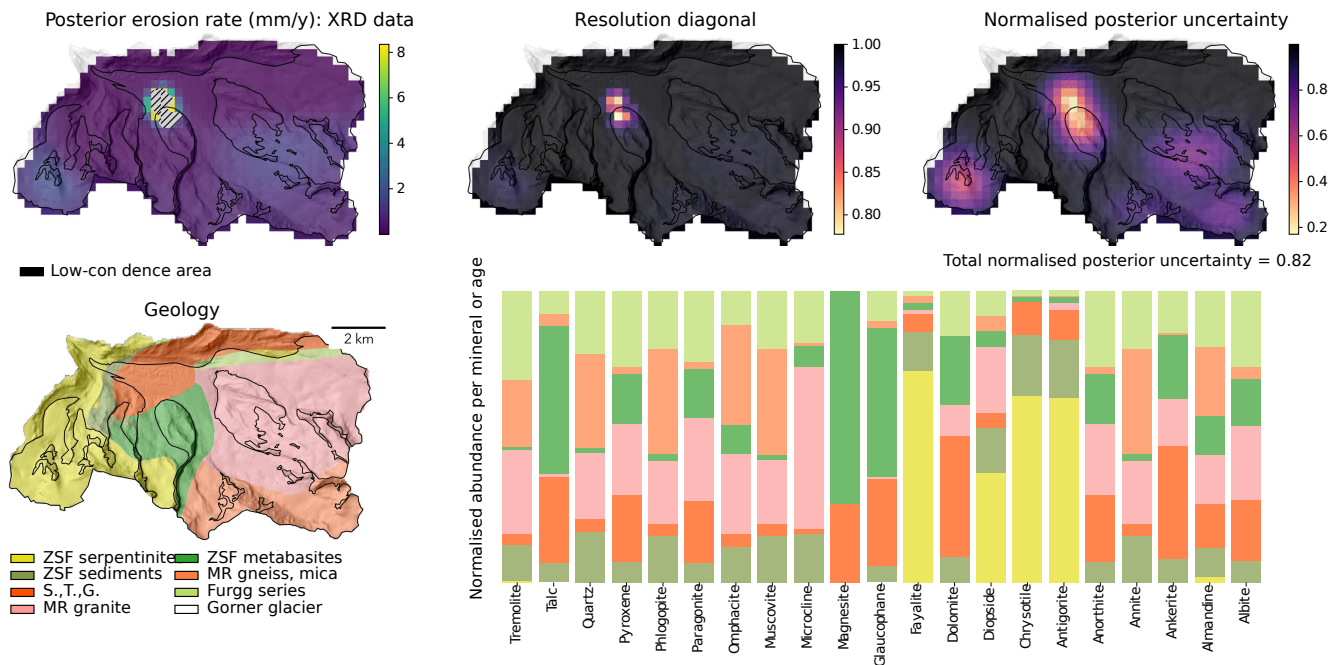 Posterior erosion rate (mm/y): XRD data
Resolution diagonal
Normalised posterior uncertainty
8
6
4
2
1.00
0.95
0.90
0.85
0.80
0.8
0.6
0.4
0.2
Low-con dence area
Total normalised posterior uncertainty = 0.82
Geology
2 km
ZSF serpentinite
ZSF sediments
S.,T.,G.
MR granite
ZSF metabasites
MR gneiss, mica
Furgg series
Gorner glacier
Normalised abundance per mineral or age
Tremolite
Talc
Quartz
Pyroxene
Phlogopite
Paragonite
Omphacite
Muscovite
Microcline
Magnesite
Glaucophane
Fayalite
Dolomite
Diopside
Chrysotile
Antigorite
Anorthite
Annite
Ankerite
Almandine
Albite